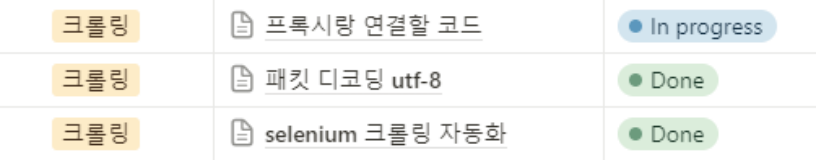 크롤링 프록시랑 연결할 코드 In progress
크롤링 패킷 디코딩 utf-8 Done
크롤링 selenium 크롤링 자동화 Done